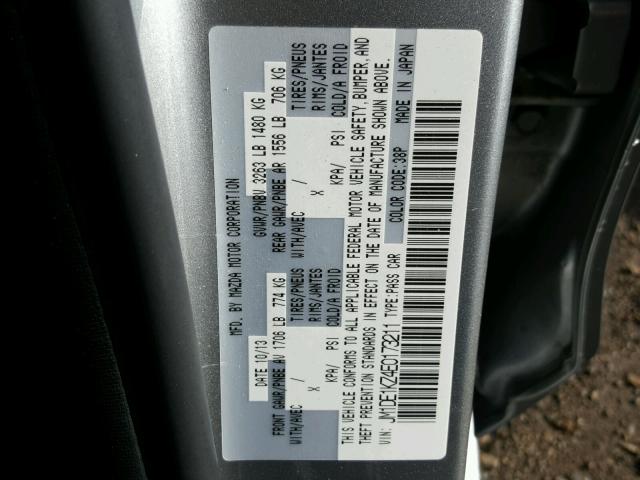 MFD. BY MAZDA MOTOR CORPORATION
DATE 10/13 GVWR/PNBV 3263 LB 1480 KG
FRONT GAWR/PNBE AV 1706 LB 774 KG REAR GAWR/PNBE AR 1556 LB 706 KG
WITH/AVEC TIRES/PNEUS WITH/AVEC TIRES/PNEUS
X RIMS/JANTES X RIMS/JANTES
KPA/ PSI COLD/A FROID KPA/ PSI COLD/A FROID
THIS VEHICLE CONFORMS TO ALL APPLICABLE FEDERAL MOTOR VEHICLE SAFETY, BUMPER, AND
THEFT PREVENTION STANDARDS IN EFFECT ON THE DATE OF MANUFACTURE SHOWN ABOVE.
VIN: JM1DE1KZ4E0173211 TYPE:PASS CAR COLOR CODE:38P MADE IN JAPAN